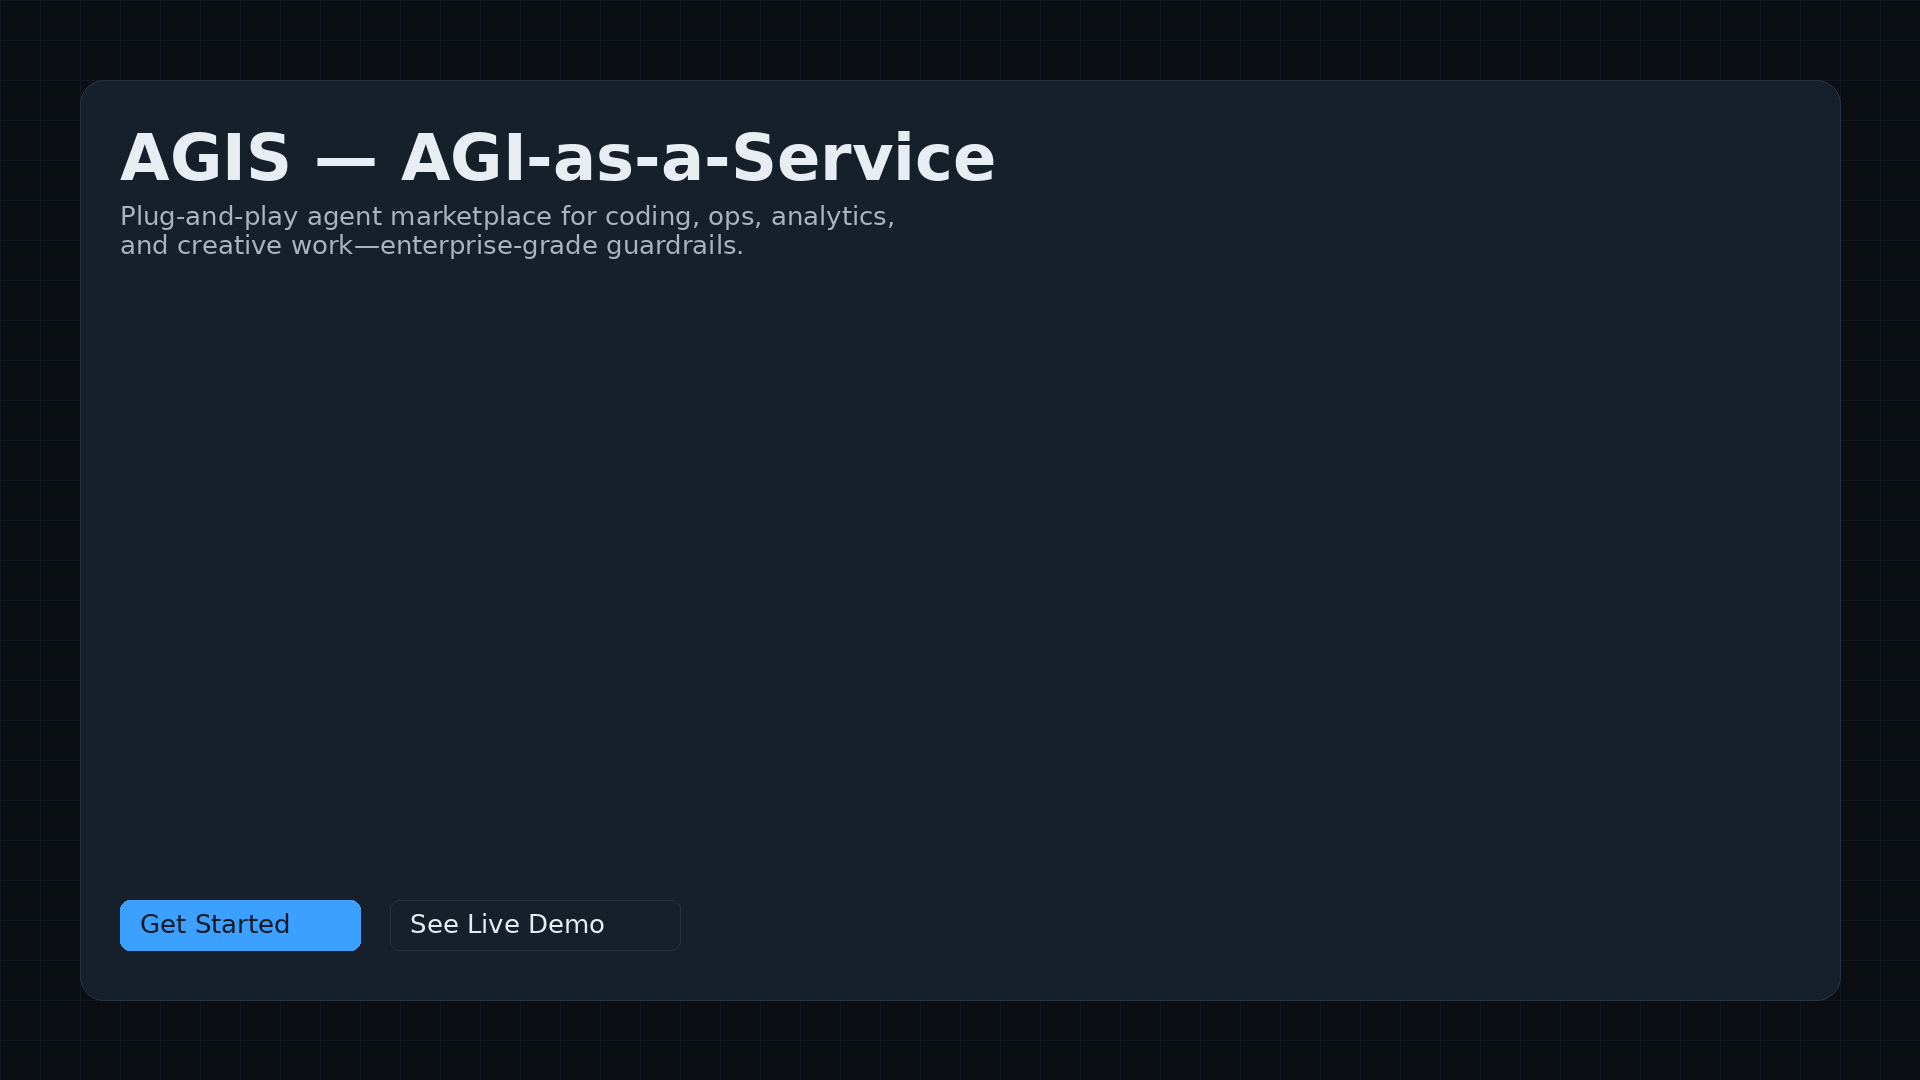 AGIS — AGI-as-a-Service
Plug-and-play agent marketplace for coding, ops, analytics,
and creative work—enterprise-grade guardrails.
Get Started
See Live Demo